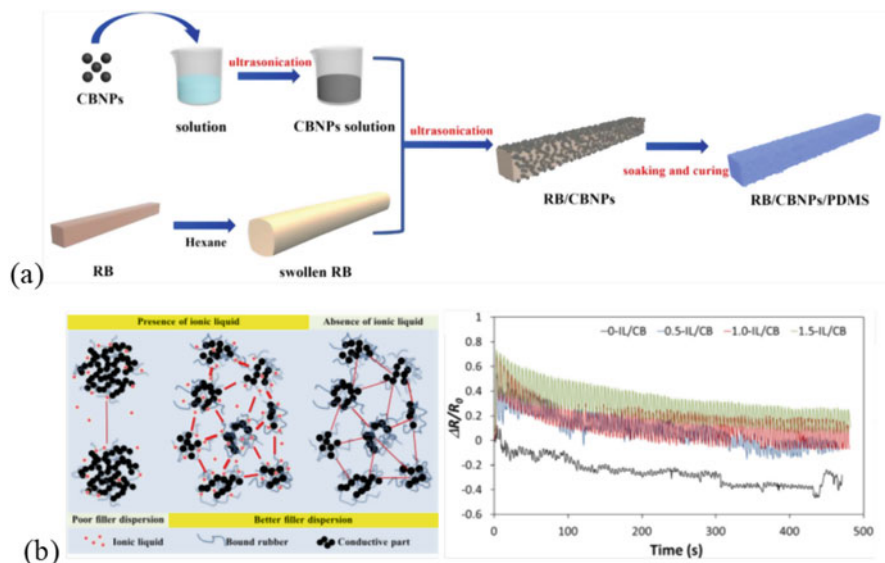 CBNPs
solution
ultrasonication
CBNPs solution
ultrasonication
RB
Hexane
swollen RB
RB/CBNPs
soaking and curing
RB/CBNPs/PDMS
(a)
Presence of ionic liquid
Absence of ionic liquid
Poor filler dispersion
Better filler dispersion
Ionic liquid
Bound rubber
Conductive part
(b)
0-IL/CB
0.5-IL/CB
1.0-IL/CB
1.5-IL/CB
ΔR/R0
1
0.8
0.6
0.4
0.2
0
-0.2
-0.4
-0.6
0
100
200
300
400
500
Time (s)